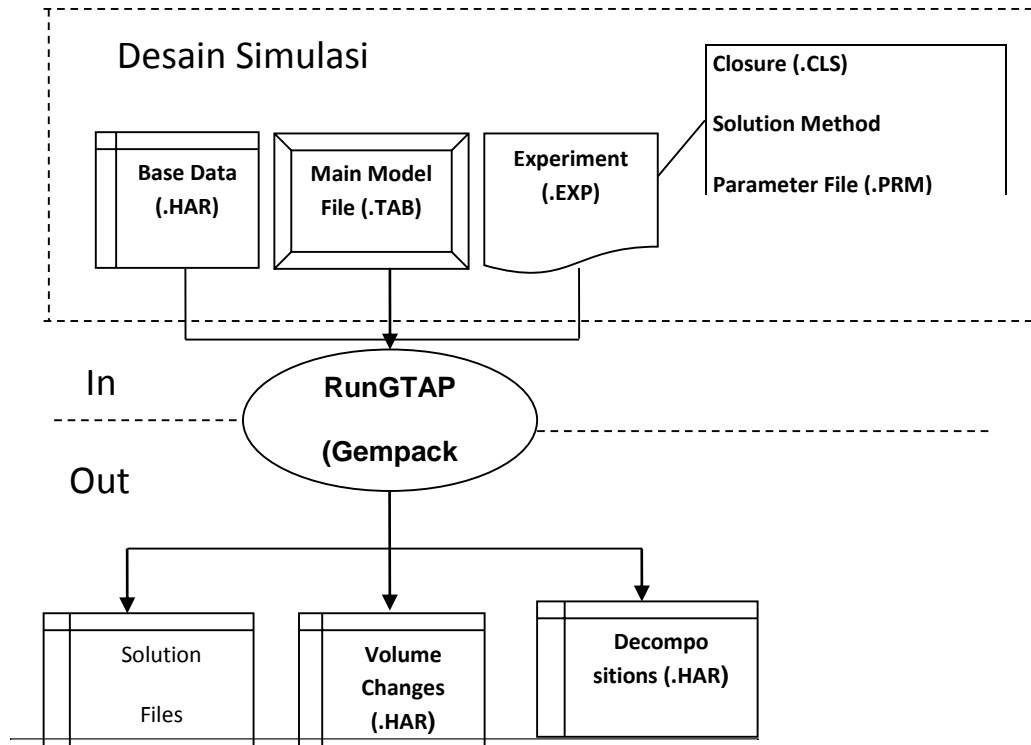 Desain Simulasi
Closure (.CLS)
Solution Method
Parameter File (.PRM)
Base Data
(.HAR)
Main Model
File (.TAB)
Experiment
(.EXP)
In
RunGTAP
(Gempack
Out
Solution
Files
Volume
Changes
(.HAR)
Decompo
sitions (.HAR)